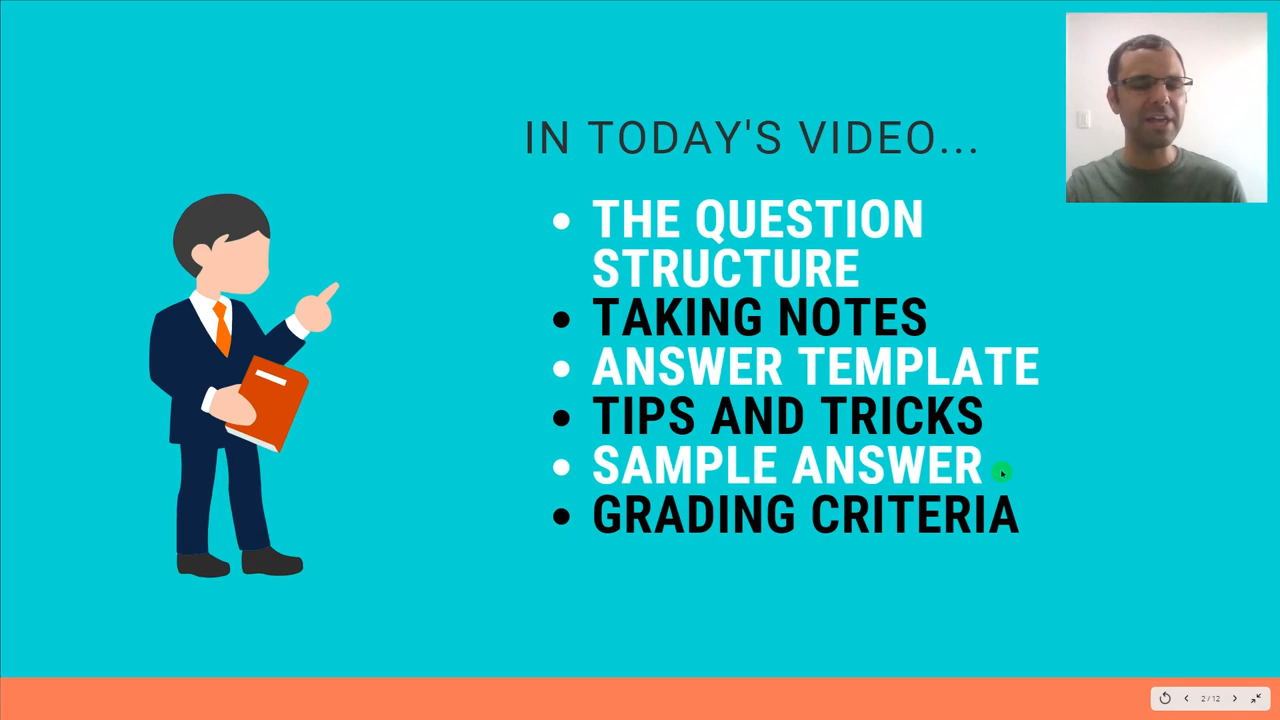 IN TODAY'S VIDEO...
• THE QUESTION
STRUCTURE
• TAKING NOTES
• ANSWER TEMPLATE
• TIPS AND TRICKS
• SAMPLE ANSWER
• GRADING CRITERIA
2 / 12